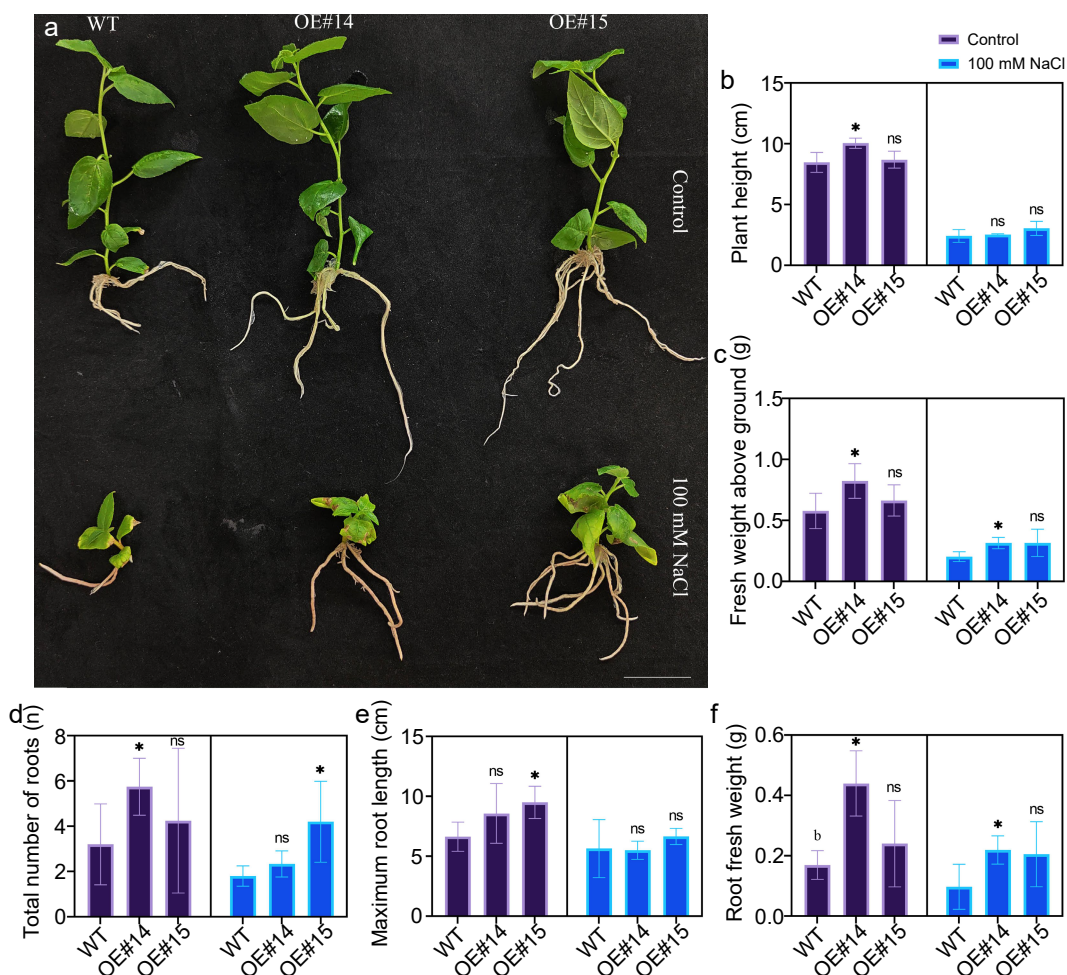 a
WT
OE#14
OE#15
Control
100 mM NaCl
Control
100 mM NaCl
b
Plant height (cm)
15
10
5
0
*
ns
ns
ns
WT
OE#14
OE#15
WT
OE#14
OE#15
c
Fresh weight above ground (g)
1.5
1.0
0.5
0.0
*
ns
*
ns
WT
OE#14
OE#15
WT
OE#14
OE#15
d
Total number of roots (n)
8
6
4
2
0
*
ns
ns
*
WT
OE#14
OE#15
WT
OE#14
OE#15
e
Maximum root length (cm)
15
10
5
0
ns
*
ns
ns
WT
OE#14
OE#15
WT
OE#14
OE#15
f
Root fresh weight (g)
0.6
0.4
0.2
0.0
b
*
ns
*
ns
WT
OE#14
OE#15
WT
OE#14
OE#15